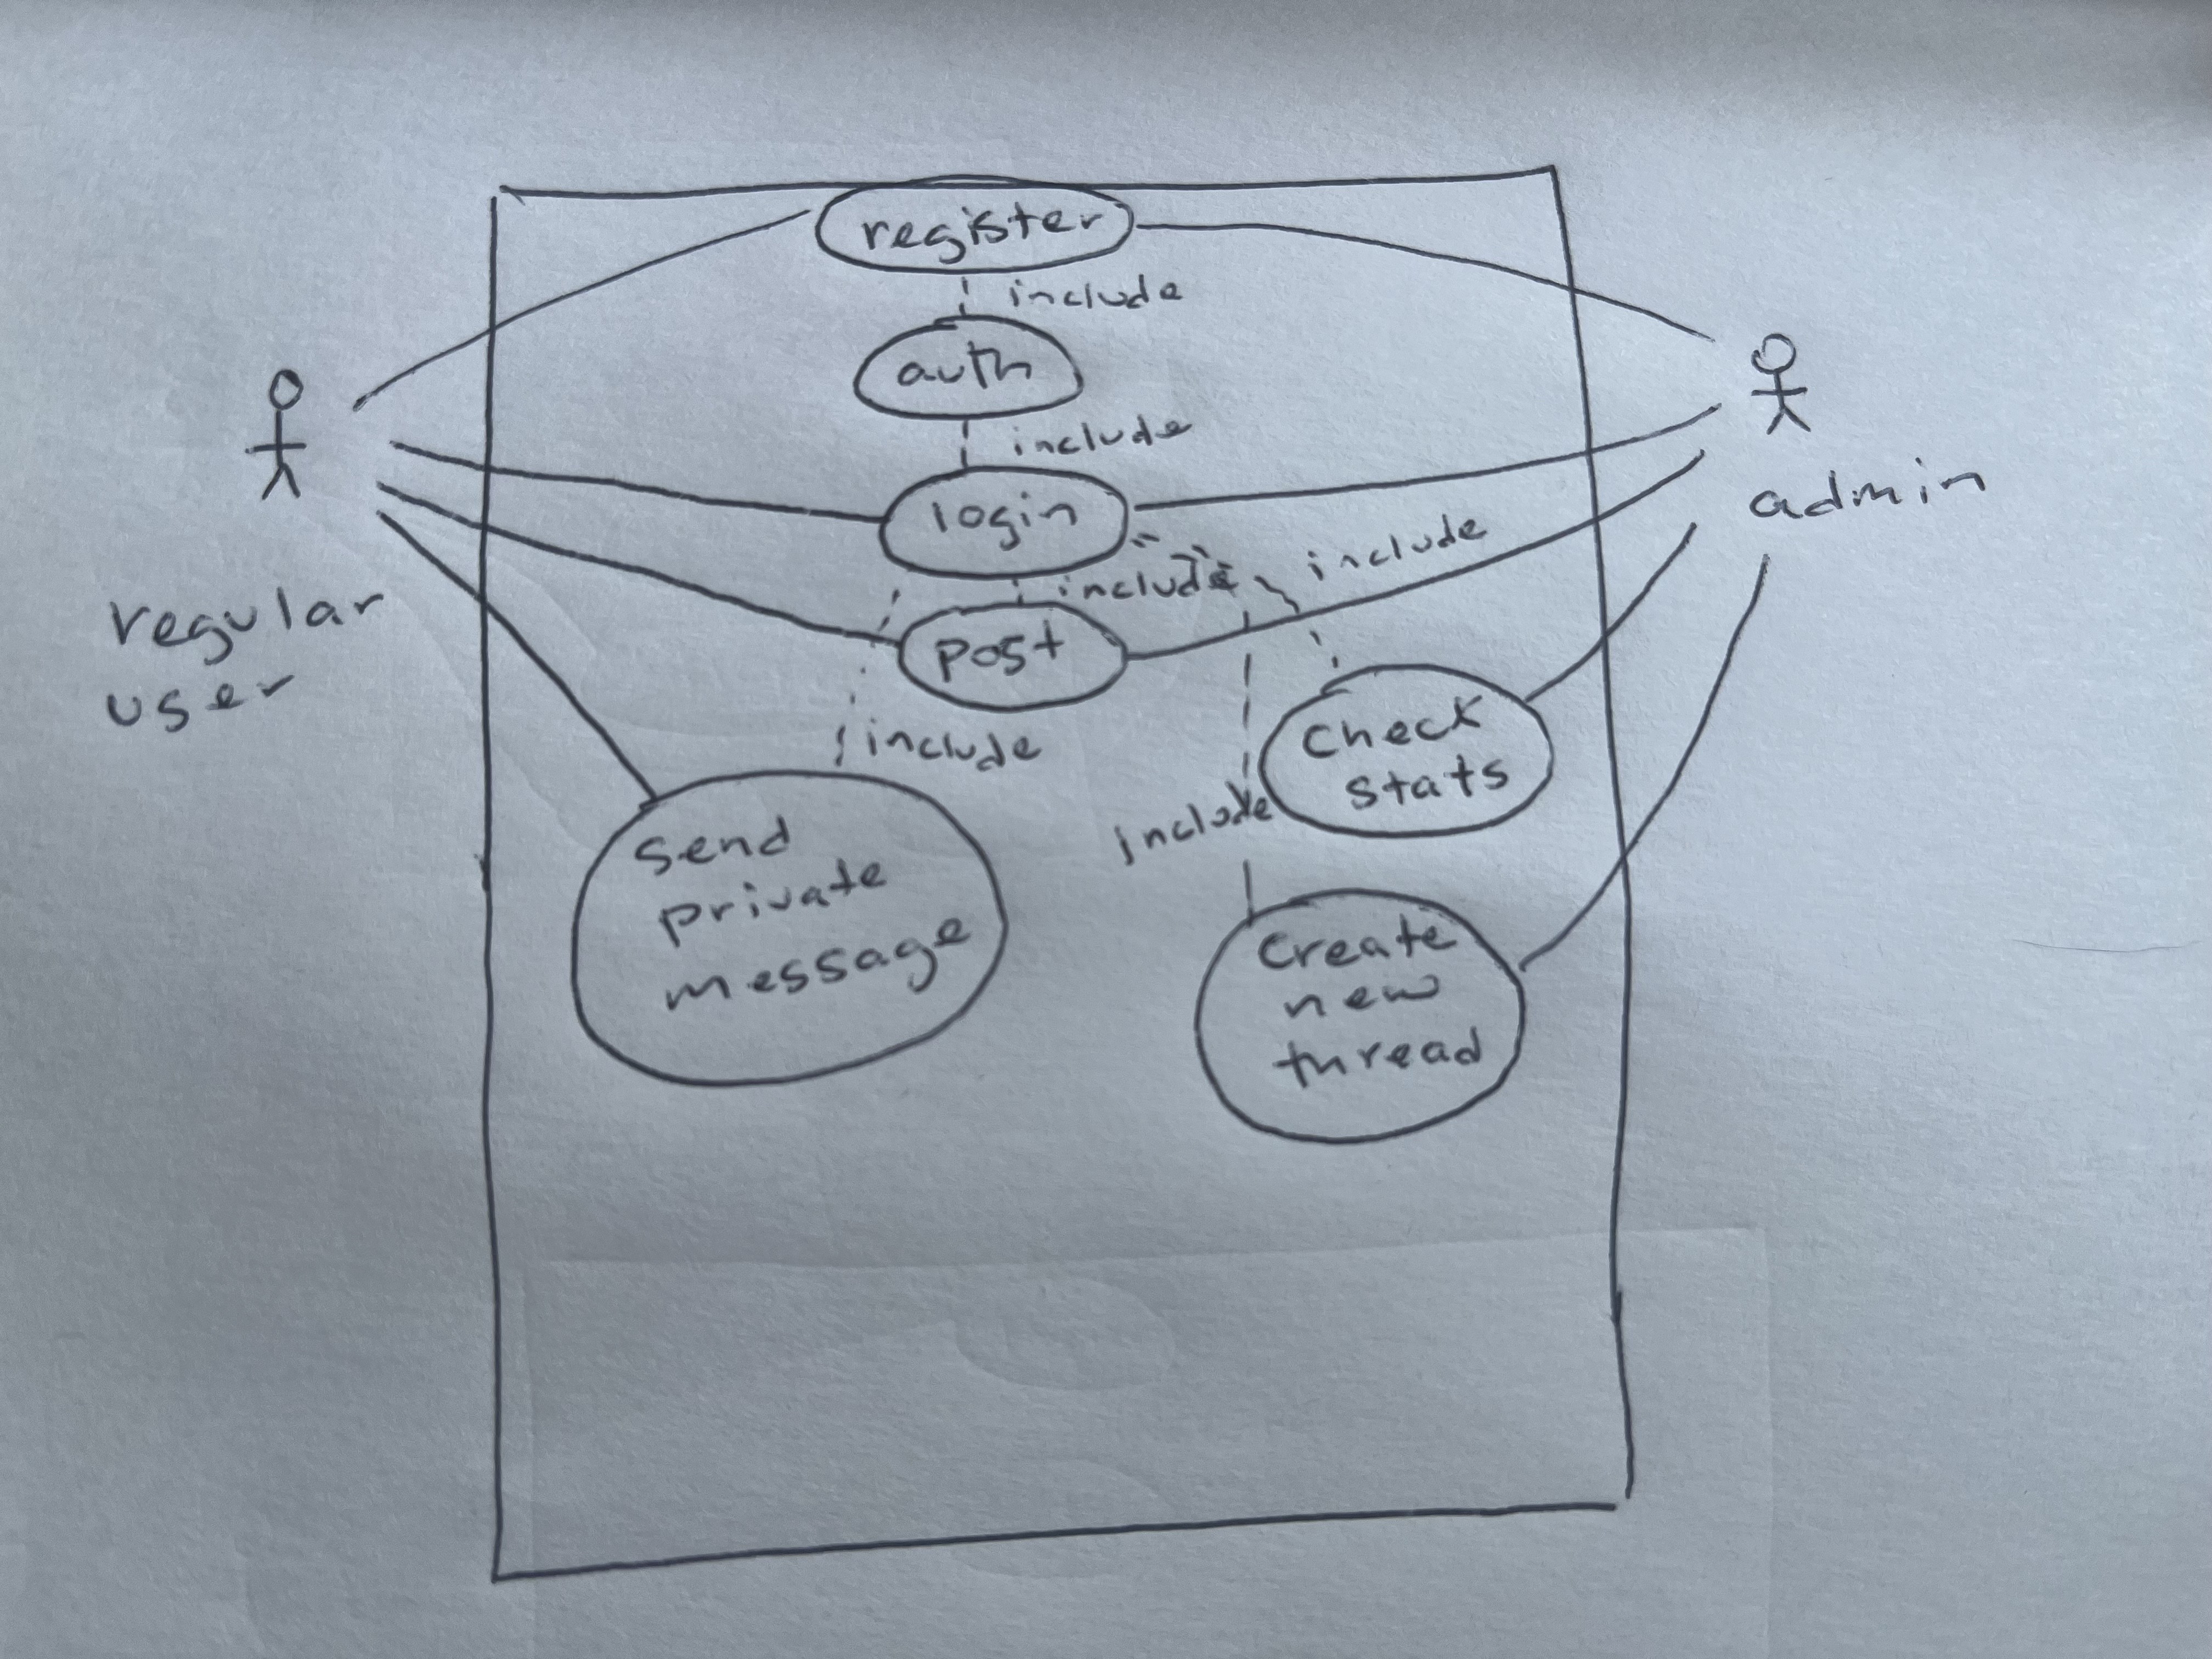 register
include
auth
include
login
include
include
post
regular
user
admin
include
Check
stats
include
Send
private
message
Create
new
thread